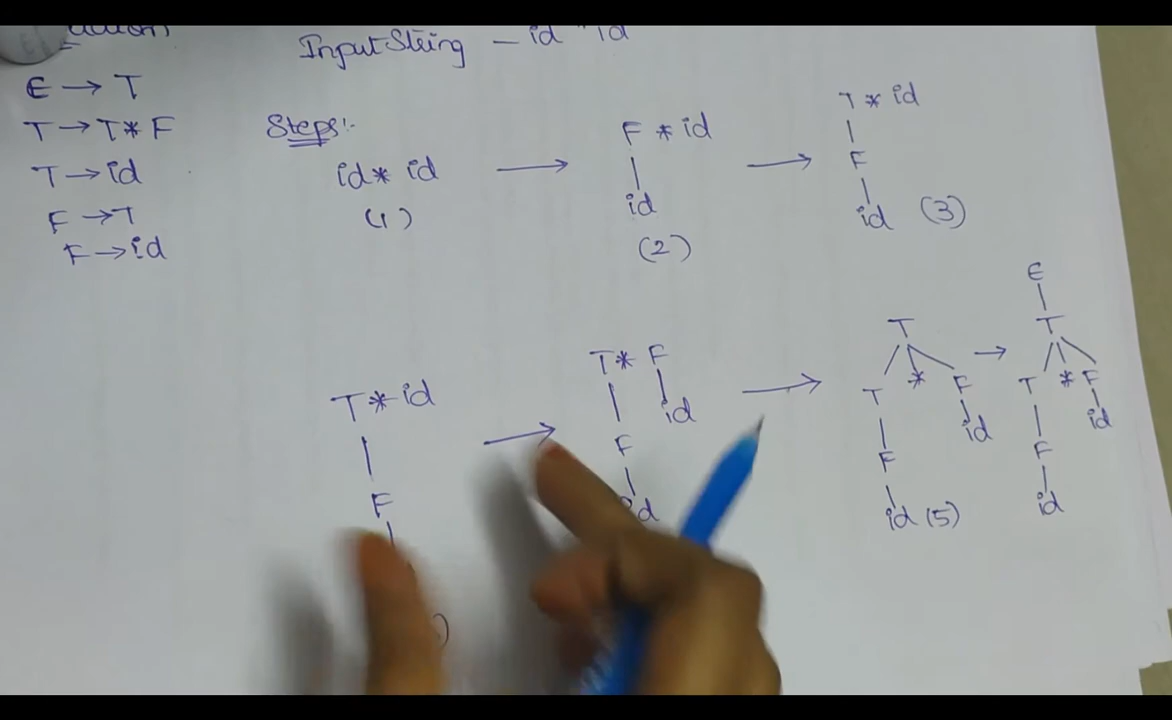 Input String - id * id
E → T
T → T* F
T → id
F → T
F → id
Steps:-
id * id → F * id → T * id
| |
id F
|
id (3)
(1) (2)
T * id → T * F → T → E
| | | / | \ |
F id T * F T
| | | / | \
F id T * F
| | | |
id F id
| |
id (5) id